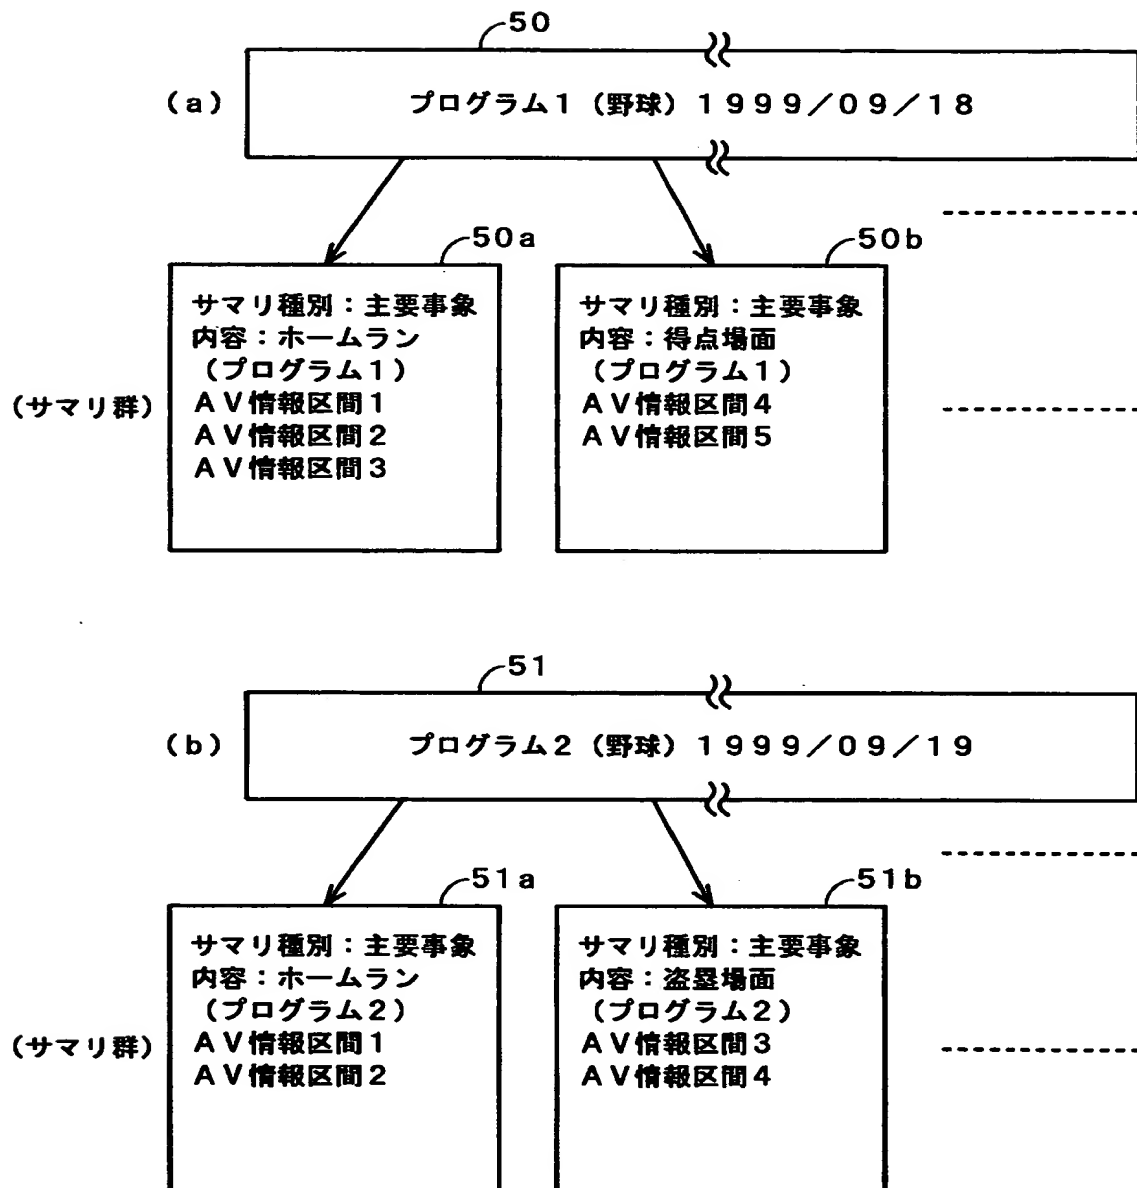 50
(a)
プログラム1(野球)1999/09/18
50a
50b
サマリ種別:主要事象
内容:ホームラン
(プログラム1)
AV情報区間1
AV情報区間2
AV情報区間3
サマリ種別:主要事象
内容:得点場面
(プログラム1)
AV情報区間4
AV情報区間5
(サマリ群)
51
(b)
プログラム2(野球)1999/09/19
51a
51b
サマリ種別:主要事象
内容:ホームラン
(プログラム2)
AV情報区間1
AV情報区間2
サマリ種別:主要事象
内容:盗塁場面
(プログラム2)
AV情報区間3
AV情報区間4
(サマリ群)